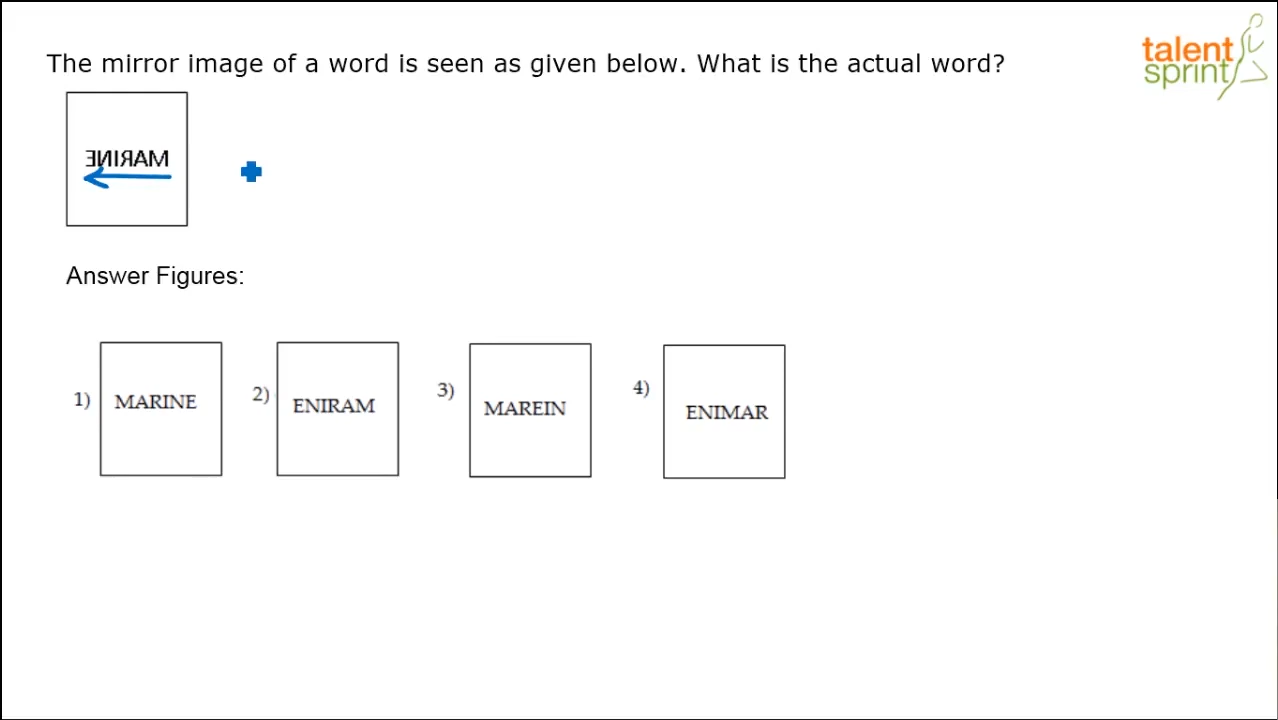 The mirror image of a word is seen as given below. What is the actual word?
talent
sprint
MARINE
Answer Figures:
1) MARINE 2) ENIRAM 3) MAREIN 4) ENIMAR